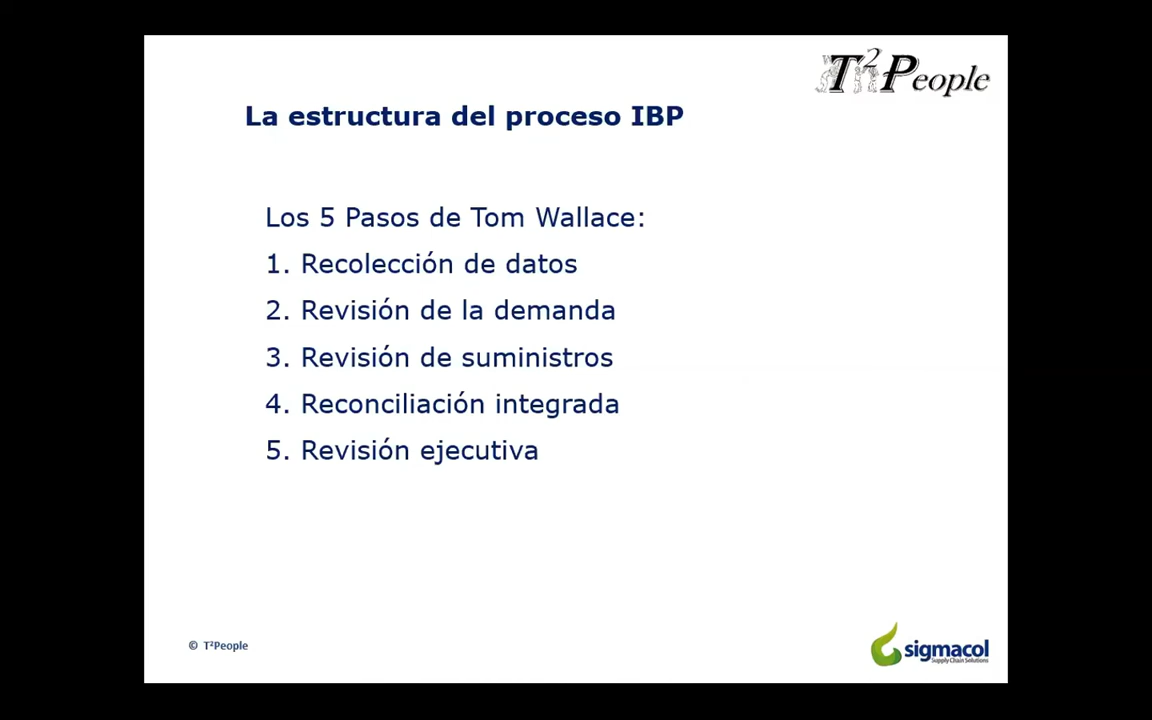 T²People
La estructura del proceso IBP
Los 5 Pasos de Tom Wallace:
1. Recolección de datos
2. Revisión de la demanda
3. Revisión de suministros
4. Reconciliación integrada
5. Revisión ejecutiva
© T²People
sigmacol
Supply Chain Solutions